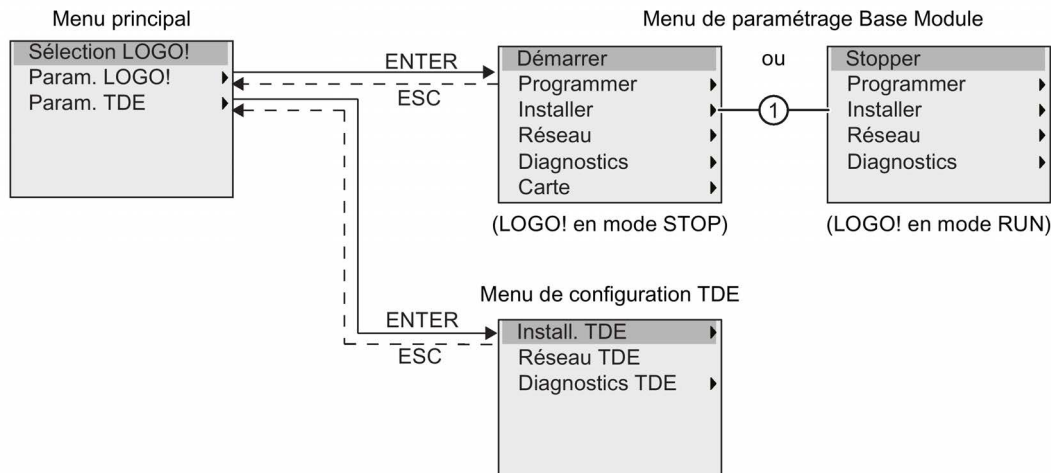 Menu principal
Sélection LOGO!
Param. LOGO!
Param. TDE
ENTER
ESC
Menu de paramétrage Base Module
Démarrer
Programmer
Installer
Réseau
Diagnostics
Carte
(LOGO! en mode STOP)
ou
1
Stopper
Programmer
Installer
Réseau
Diagnostics
(LOGO! en mode RUN)
ENTER
ESC
Menu de configuration TDE
Install. TDE
Réseau TDE
Diagnostics TDE